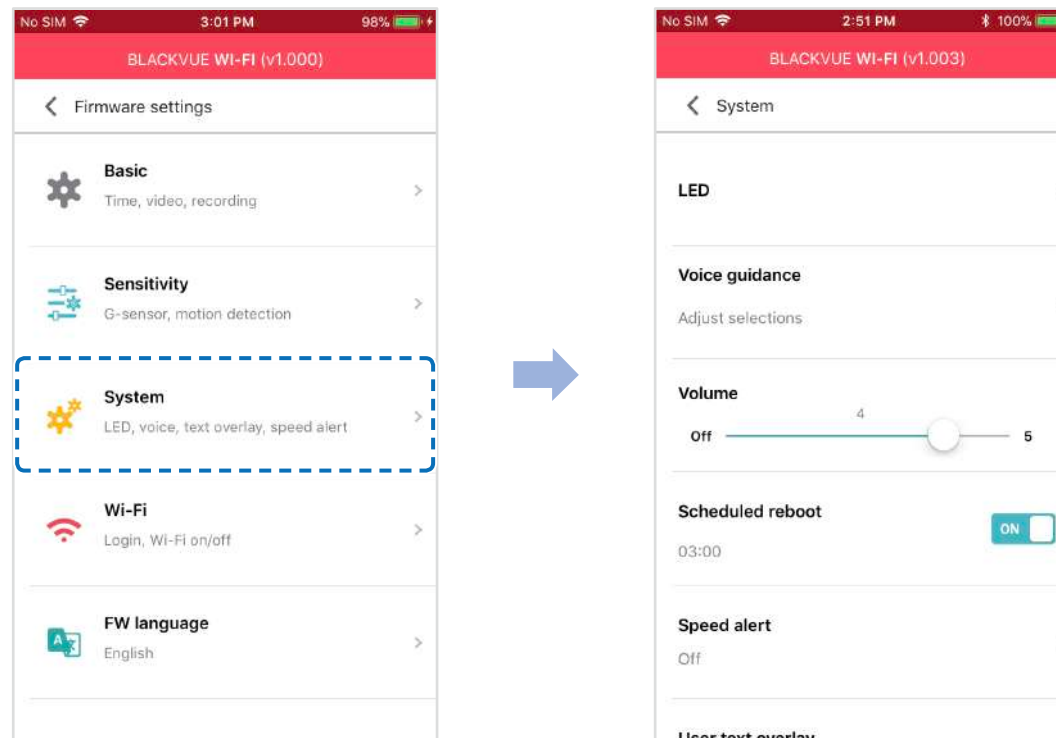 No SIM 3:01 PM 98%
BLACKVUE WI-FI (v1.000)
Firmware settings
Basic
Time, video, recording
Sensitivity
G-sensor, motion detection
System
LED, voice, text overlay, speed alert
Wi-Fi
Login, Wi-Fi on/off
FW language
English
No SIM 2:51 PM 100%
BLACKVUE WI-FI (v1.003)
System
LED
Voice guidance
Adjust selections
Volume
4
Off 5
Scheduled reboot
ON
03:00
Speed alert
Off
User text overlay